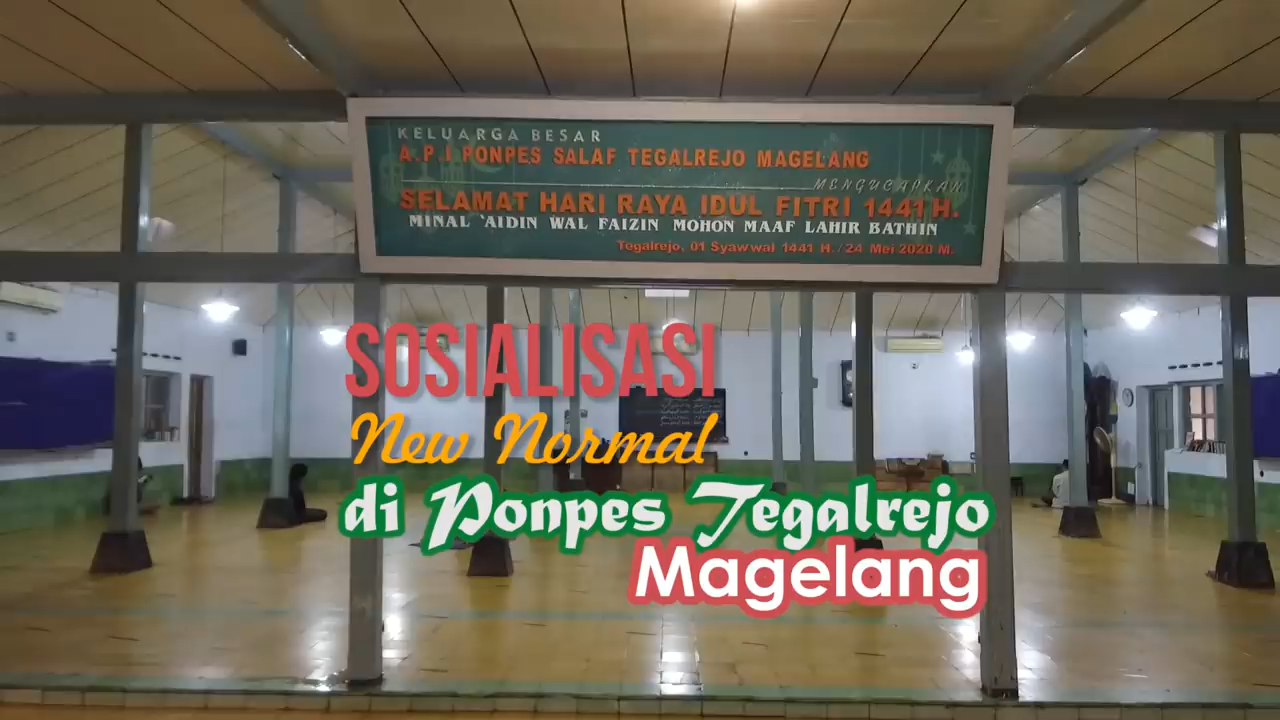 KELUARGA BESAR
A.P.I PONPES SALAF TEGALREJO MAGELANG
MENGUCAPKAN
SELAMAT HARI RAYA IDUL FITRI 1441 H.
MINAL 'AIDIN WAL FAIZIN MOHON MAAF LAHIR BATHIN
Tegalrejo, 01 Syawwal 1441 H./24 Mei 2020 M.
SOSIALISASI
New Normal
di Ponpes Tegalrejo
Magelang